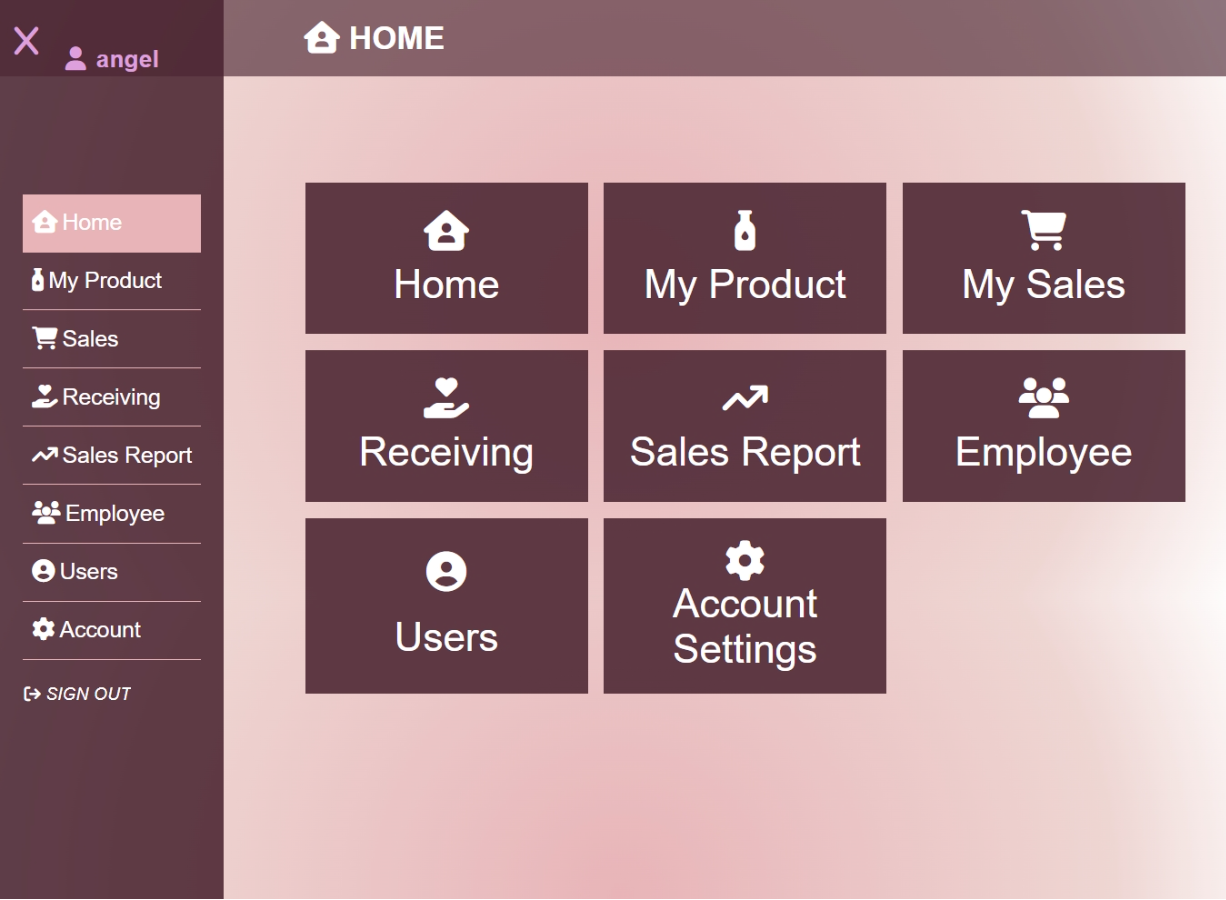 angel
HOME
Home
My Product
Sales
Receiving
Sales Report
Employee
Users
Account
SIGN OUT
Home
My Product
My Sales
Receiving
Sales Report
Employee
Users
Account
Settings